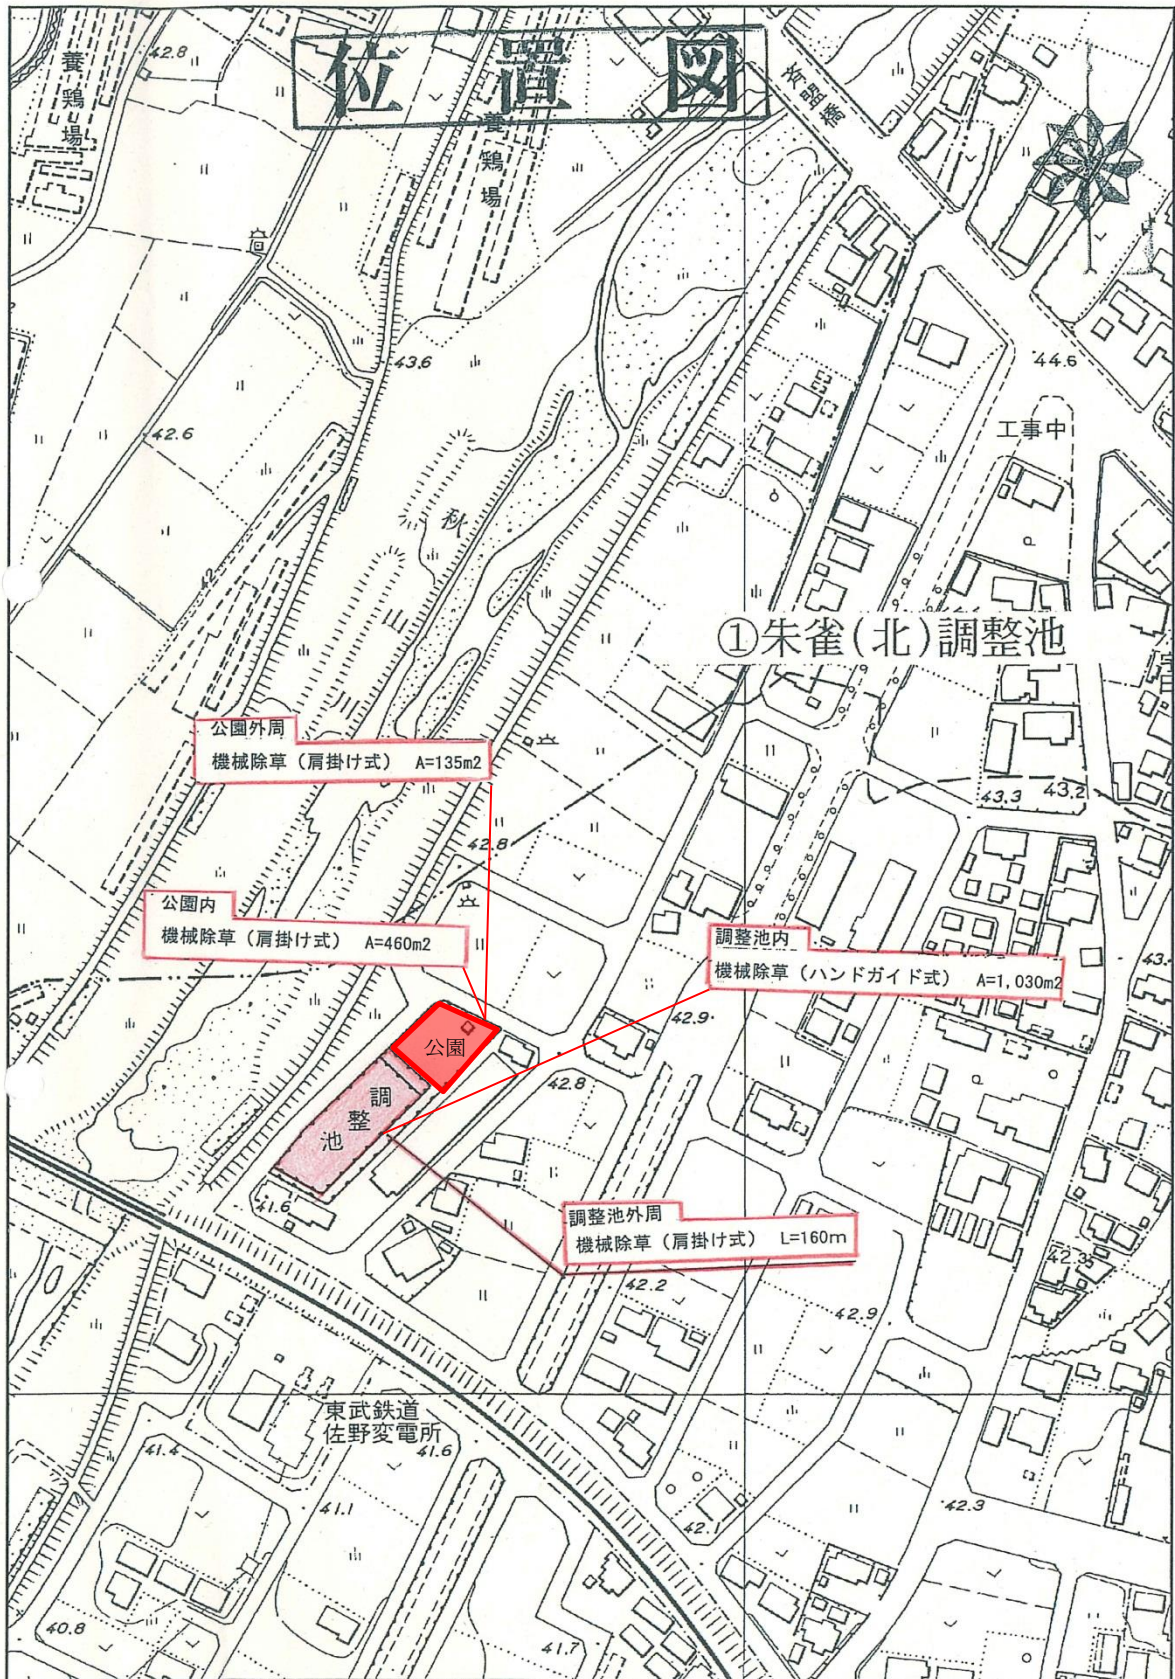 位置図
養鶏場
42.8
養鶏場
43.6
44.6
42.6
工事中
秋
42
山
①朱雀(北)調整池
川
公園外周
機械除草（肩掛け式） A=135m2
43.3
43.2
42.8
公園内
機械除草（肩掛け式） A=460m2
調整池内
機械除草（ハンドガイド式） A=1,030m2
42.9
公園
42.8
調整池
41.6
調整池外周
機械除草（肩掛け式） L=160m
42.3
42.2
42.9
東武鉄道
佐野変電所
41.4
41.6
41.1
42.3
42.1
40.8
41.7